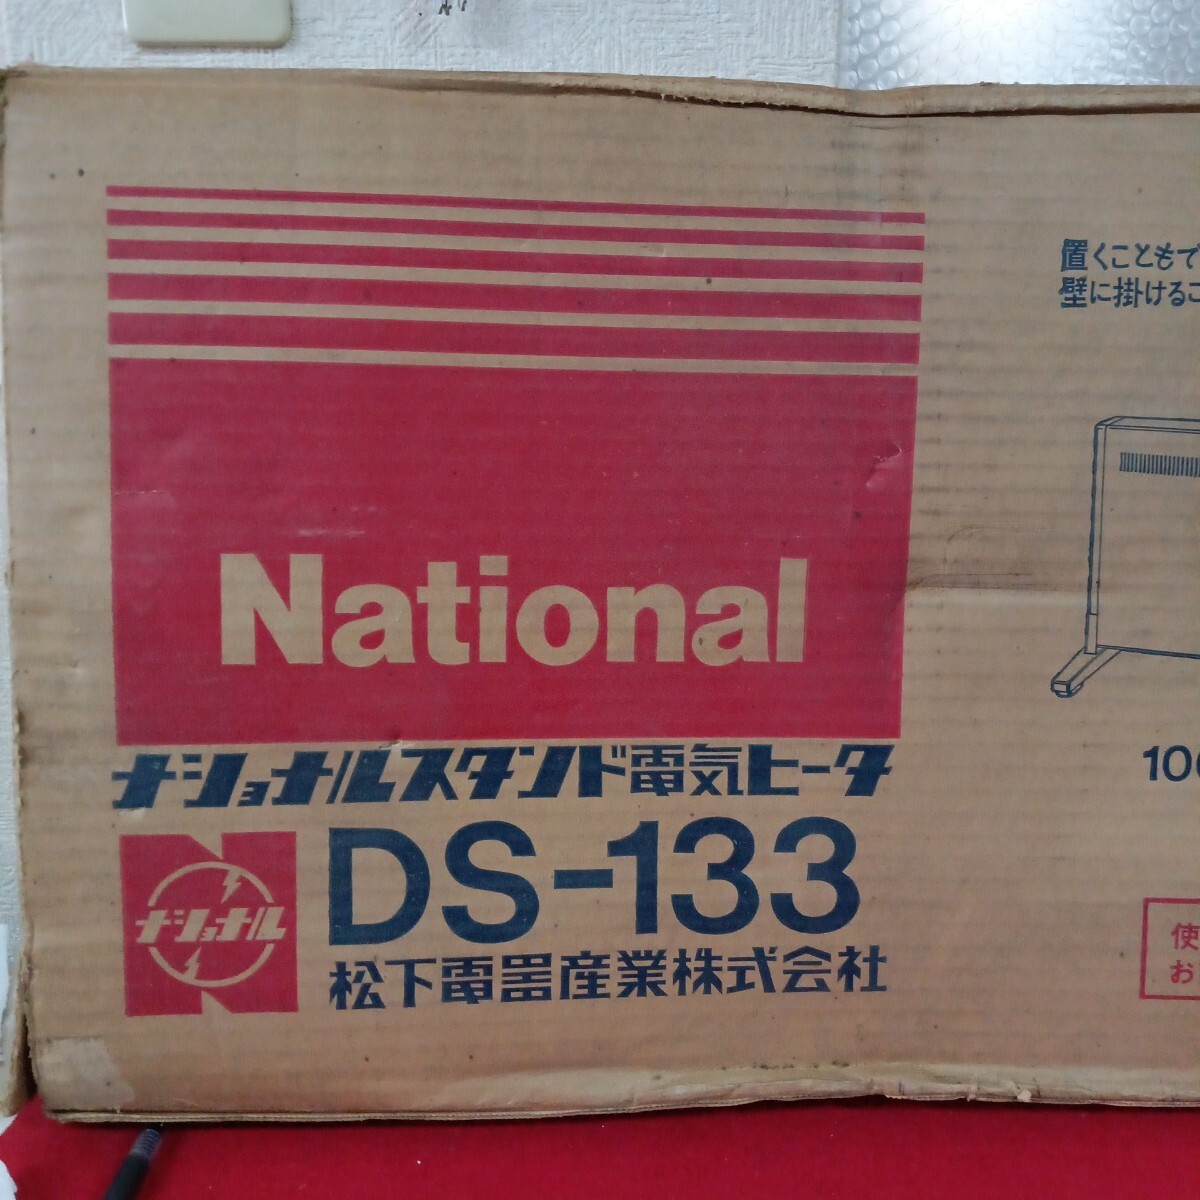 National
ナショナルスタンド電気ヒータ
ナショナル
DS-133
松下電器産業株式会社
置くこともで
壁に掛けるこ
10
使
お